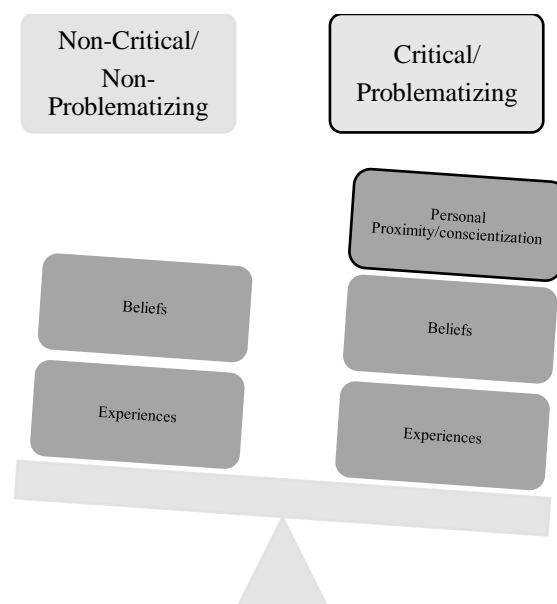 Non-Critical/
Non-
Problematizing
Critical/
Problematizing
Personal
Proximity/conscientization
Beliefs
Beliefs
Experiences
Experiences